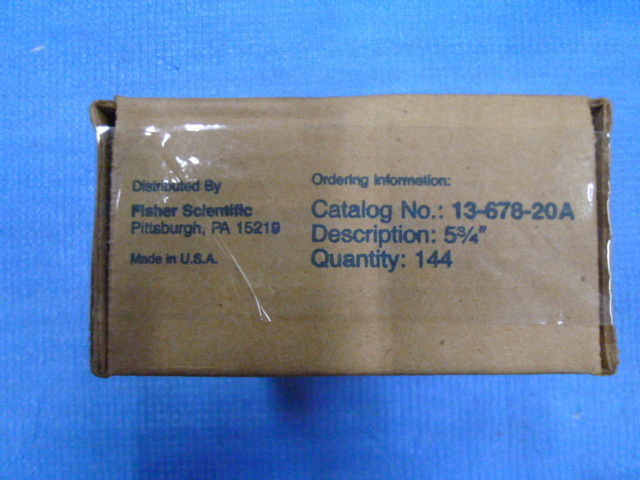 Distributed By
Fisher Scientific
Pittsburgh, PA 15219
Made in U.S.A.
Ordering Information:
Catalog No.: 13-678-20A
Description: 5¾"
Quantity: 144